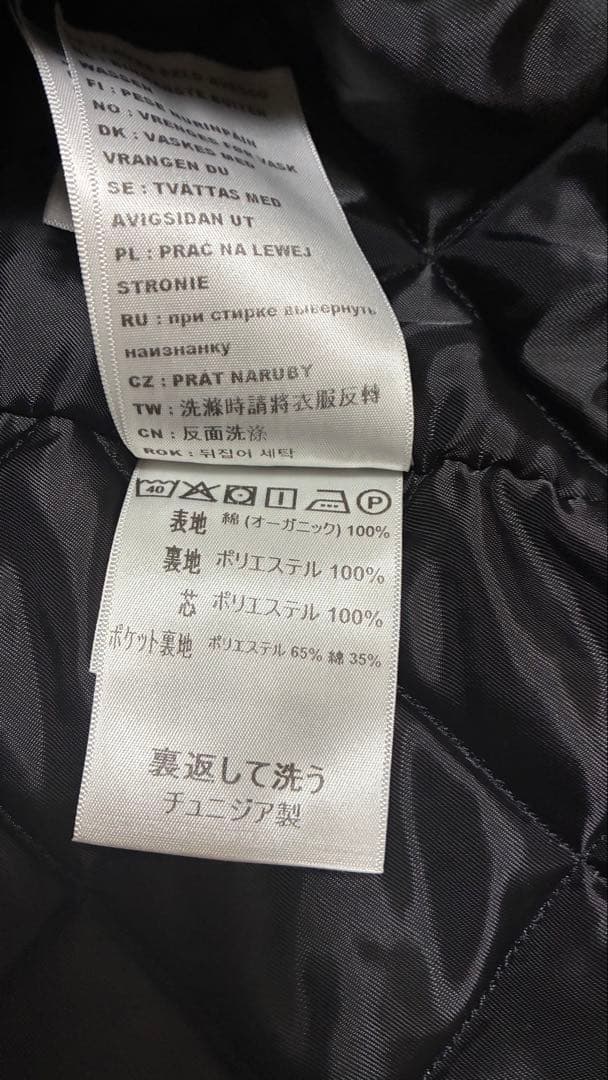 WASSEN
FI : PESE NURINPÄIN
NO : VRENGES FØR VASK
DK : VASKES MED
VRANGEN UD
SE : TVÄTTAS MED
AVIGSIDAN UT
PL : PRAĆ NA LEWEJ
STRONIE
RU : при стирке вывернуть
наизнанку
CZ : PRÁT NARUBY
TW : 洗滌時請將衣服反轉
CN : 反面洗涤
ROK : 뒤집어 세탁
40 P
表地 綿 (オーガニック) 100%
裏地 ポリエステル 100%
芯 ポリエステル 100%
ポケット裏地 ポリエステル 65% 綿 35%
裏返して洗う
チュニジア製